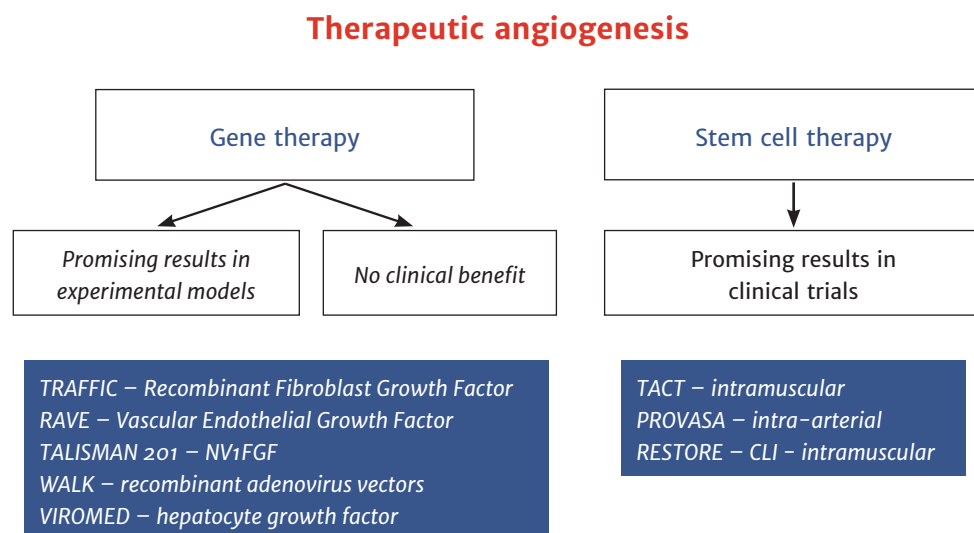 Therapeutic angiogenesis
Gene therapy
Stem cell therapy
Promising results in
experimental models
No clinical benefit
Promising results in
clinical trials
TRAFFIC – Recombinant Fibroblast Growth Factor
RAVE – Vascular Endothelial Growth Factor
TALISMAN 201 – NV1FGF
WALK – recombinant adenovirus vectors
VIROMED – hepatocyte growth factor
TACT – intramuscular
PROVASA – intra-arterial
RESTORE – CLI - intramuscular